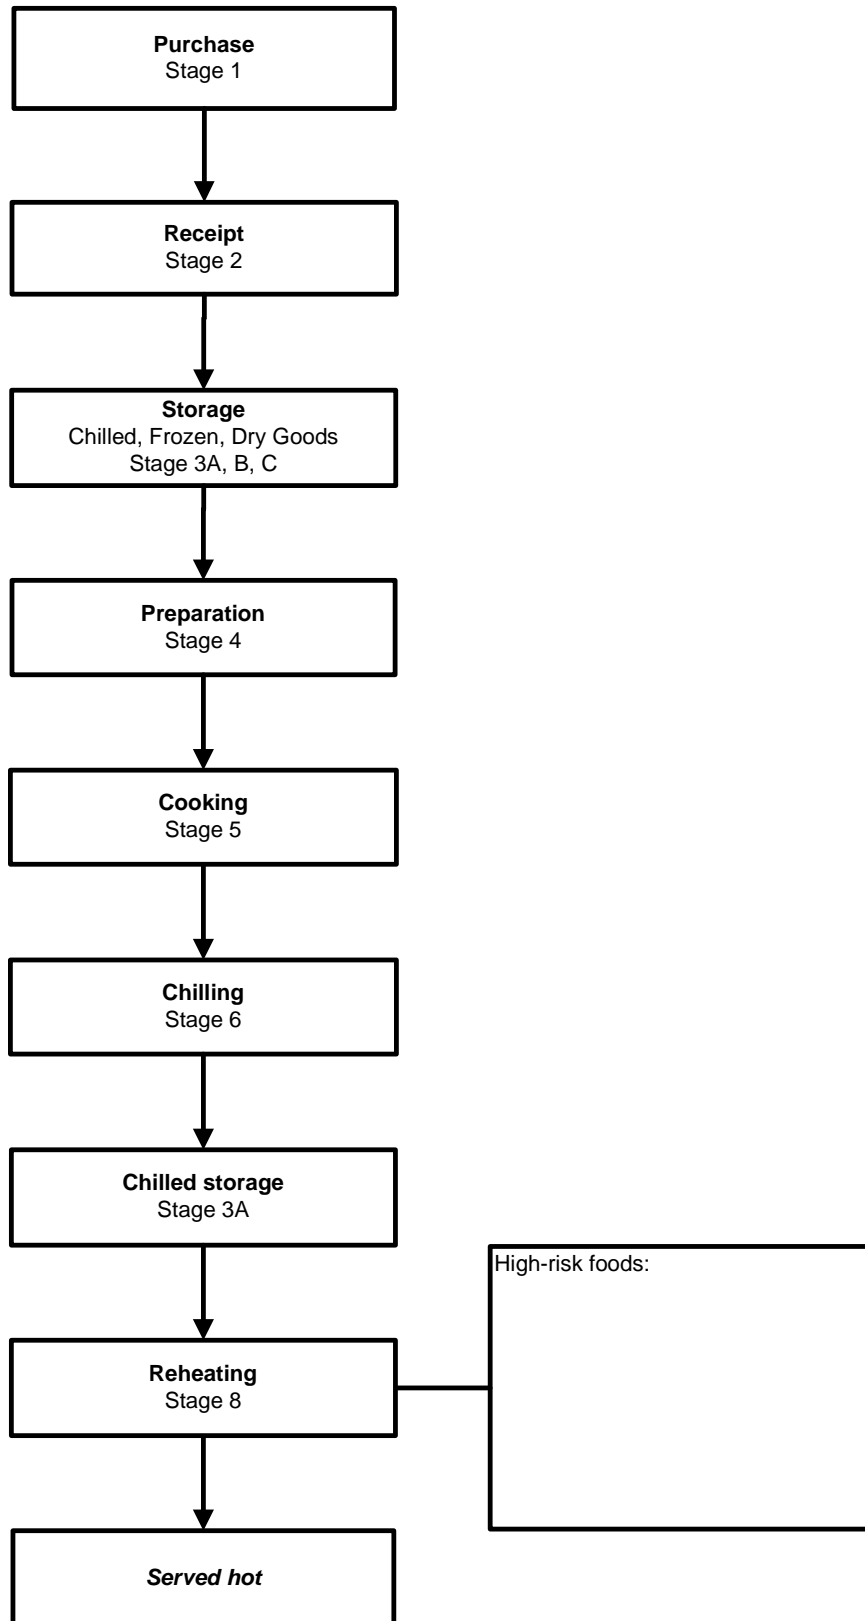 Purchase
Stage 1
Receipt
Stage 2
Storage
Chilled, Frozen, Dry Goods
Stage 3A, B, C
Preparation
Stage 4
Cooking
Stage 5
Chilling
Stage 6
Chilled storage
Stage 3A
High-risk foods:
Reheating
Stage 8
Served hot